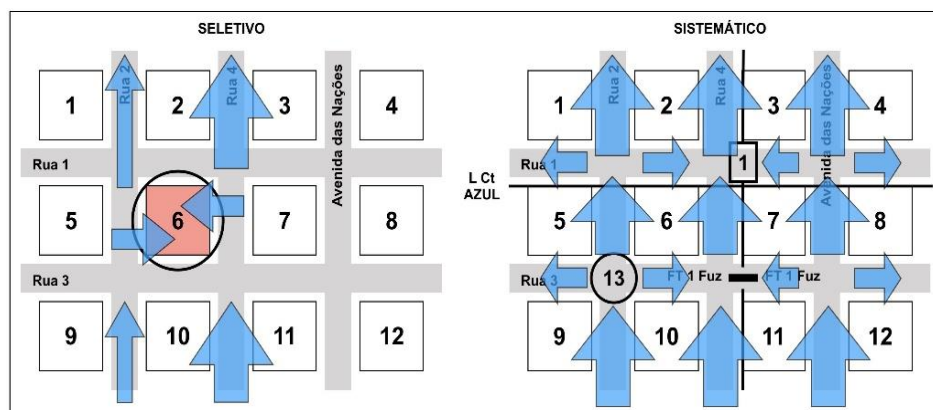 SELETIVO
Rua 2
Rua 4
Avenida das Nações
1
2
3
4
Rua 1
5
6
7
8
Rua 3
9
10
11
12
SISTEMÁTICO
Rua 2
Rua 4
Avenida das Nações
1
2
3
4
Rua 1
1
L Ct
AZUL
5
6
7
8
Rua 3
13
FT 1 Fuz
FT 1 Fuz
9
10
11
12